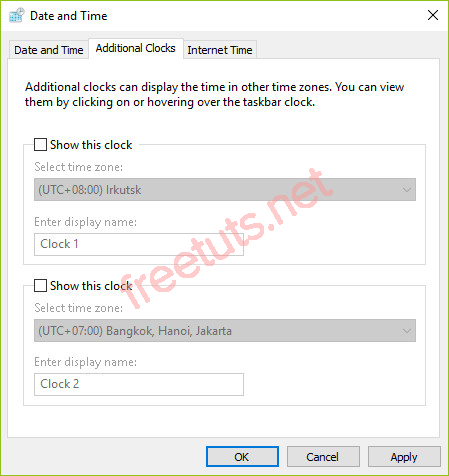 Date and Time
Date and Time
Additional Clocks
Internet Time
Additional clocks can display the time in other time zones. You can view
them by clicking on or hovering over the taskbar clock.
Show this clock
Select time zone:
(UTC+08:00) Irkutsk
Enter display name:
Clock 1
freetuts.net
Show this clock
Select time zone:
(UTC+07:00) Bangkok, Hanoi, Jakarta
Enter display name:
Clock 2
OK
Cancel
Apply